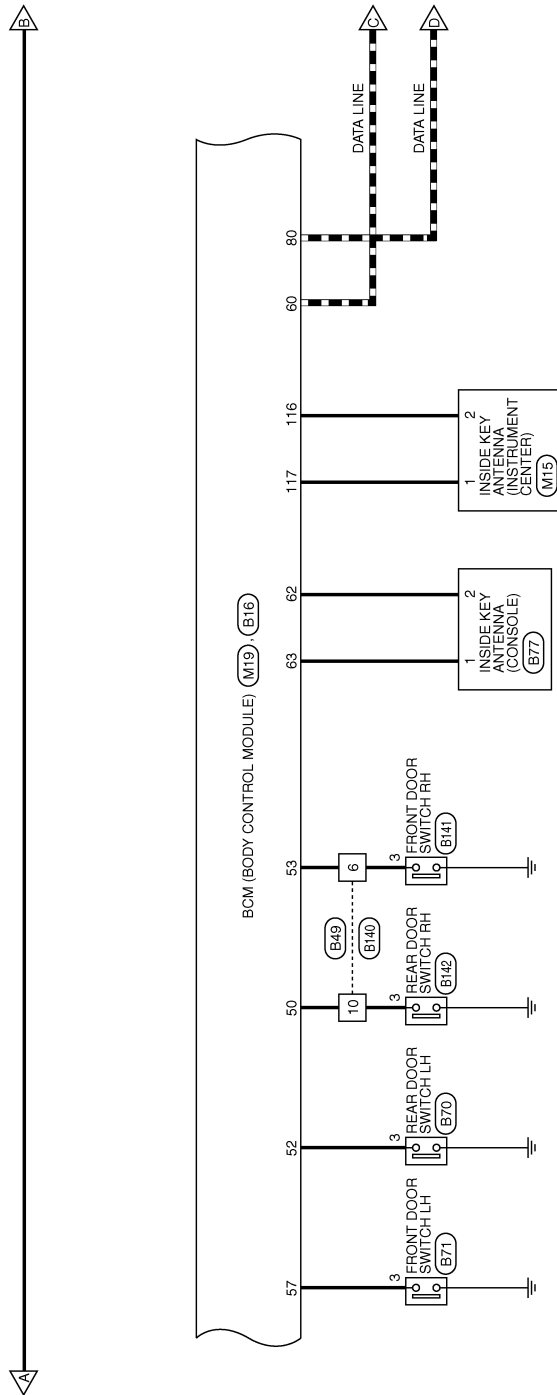 A
B
BCM (BODY CONTROL MODULE) M19 , B16
57
52
50
53
63
62
117
116
60
80
10
6
B49
B140
3
FRONT DOOR
SWITCH LH
B71
3
REAR DOOR
SWITCH LH
B70
3
REAR DOOR
SWITCH RH
B142
3
FRONT DOOR
SWITCH RH
B141
1
2
INSIDE KEY
ANTENNA
(CONSOLE)
B77
1
2
INSIDE KEY
ANTENNA
(INSTRUMENT
CENTER)
M15
DATA LINE
C
DATA LINE
D